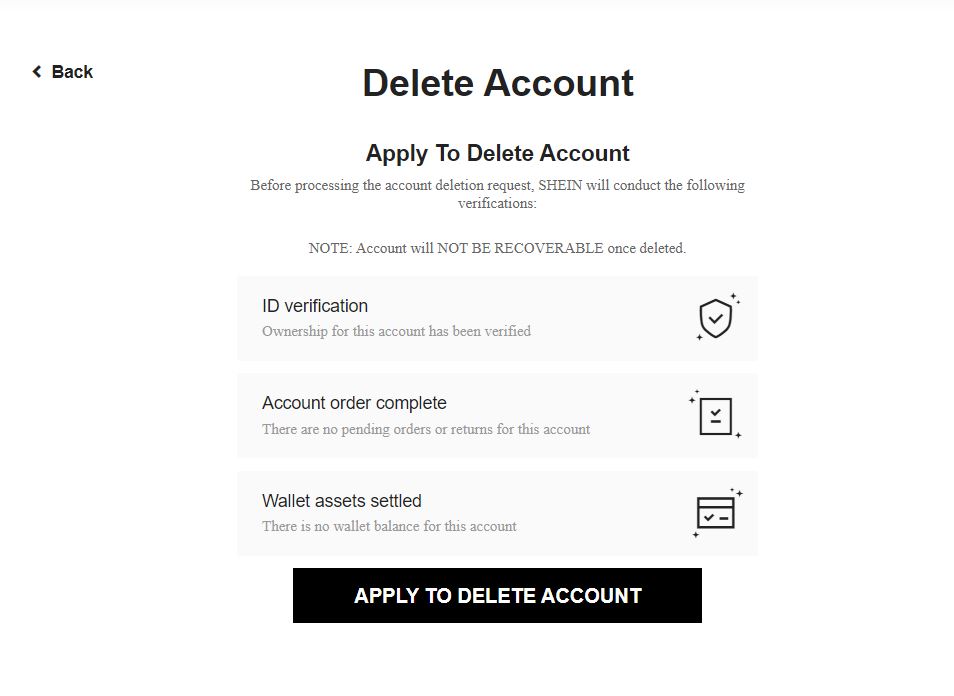 Back
Delete Account
Apply To Delete Account
Before processing the account deletion request, SHEIN will conduct the following
verifications:
NOTE: Account will NOT BE RECOVERABLE once deleted.
ID verification
Ownership for this account has been verified
Account order complete
There are no pending orders or returns for this account
Wallet assets settled
There is no wallet balance for this account
APPLY TO DELETE ACCOUNT